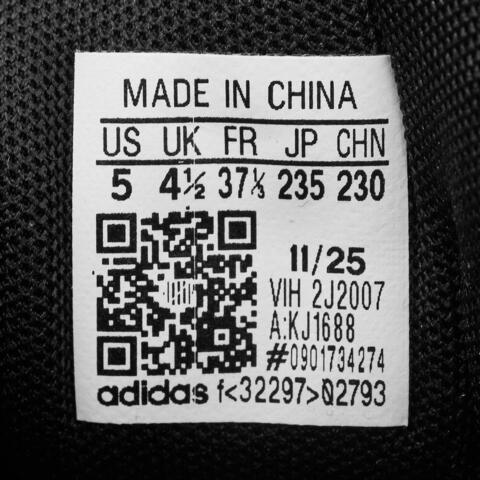 MADE IN CHINA
US UK FR JP CHN
5 4½ 37⅓ 235 230
11/25
VIH 2J2007
A:KJ1688
#0901734274
adidas f<32297>02793